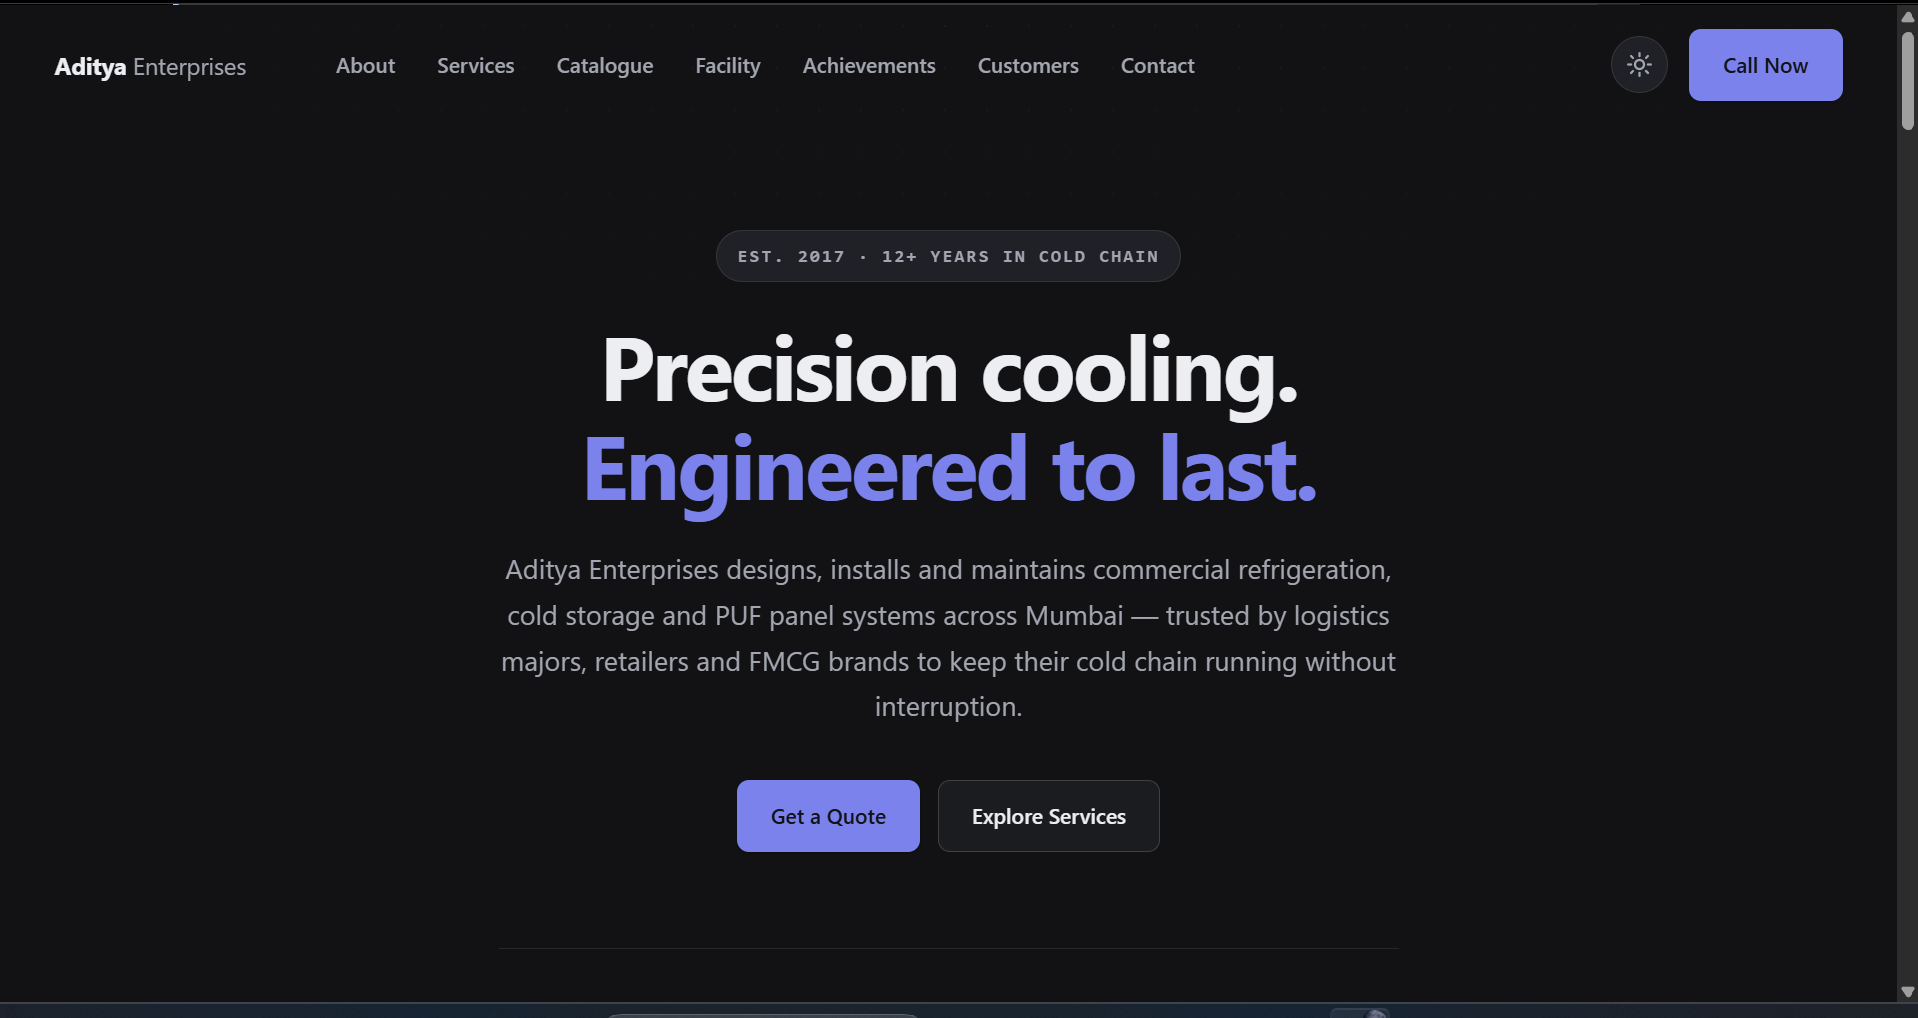 Aditya Enterprises
About
Services
Catalogue
Facility
Achievements
Customers
Contact
Call Now
EST. 2017 · 12+ YEARS IN COLD CHAIN
Precision cooling.
Engineered to last.
Aditya Enterprises designs, installs and maintains commercial refrigeration,
cold storage and PUF panel systems across Mumbai — trusted by logistics
majors, retailers and FMCG brands to keep their cold chain running without
interruption.
Get a Quote
Explore Services